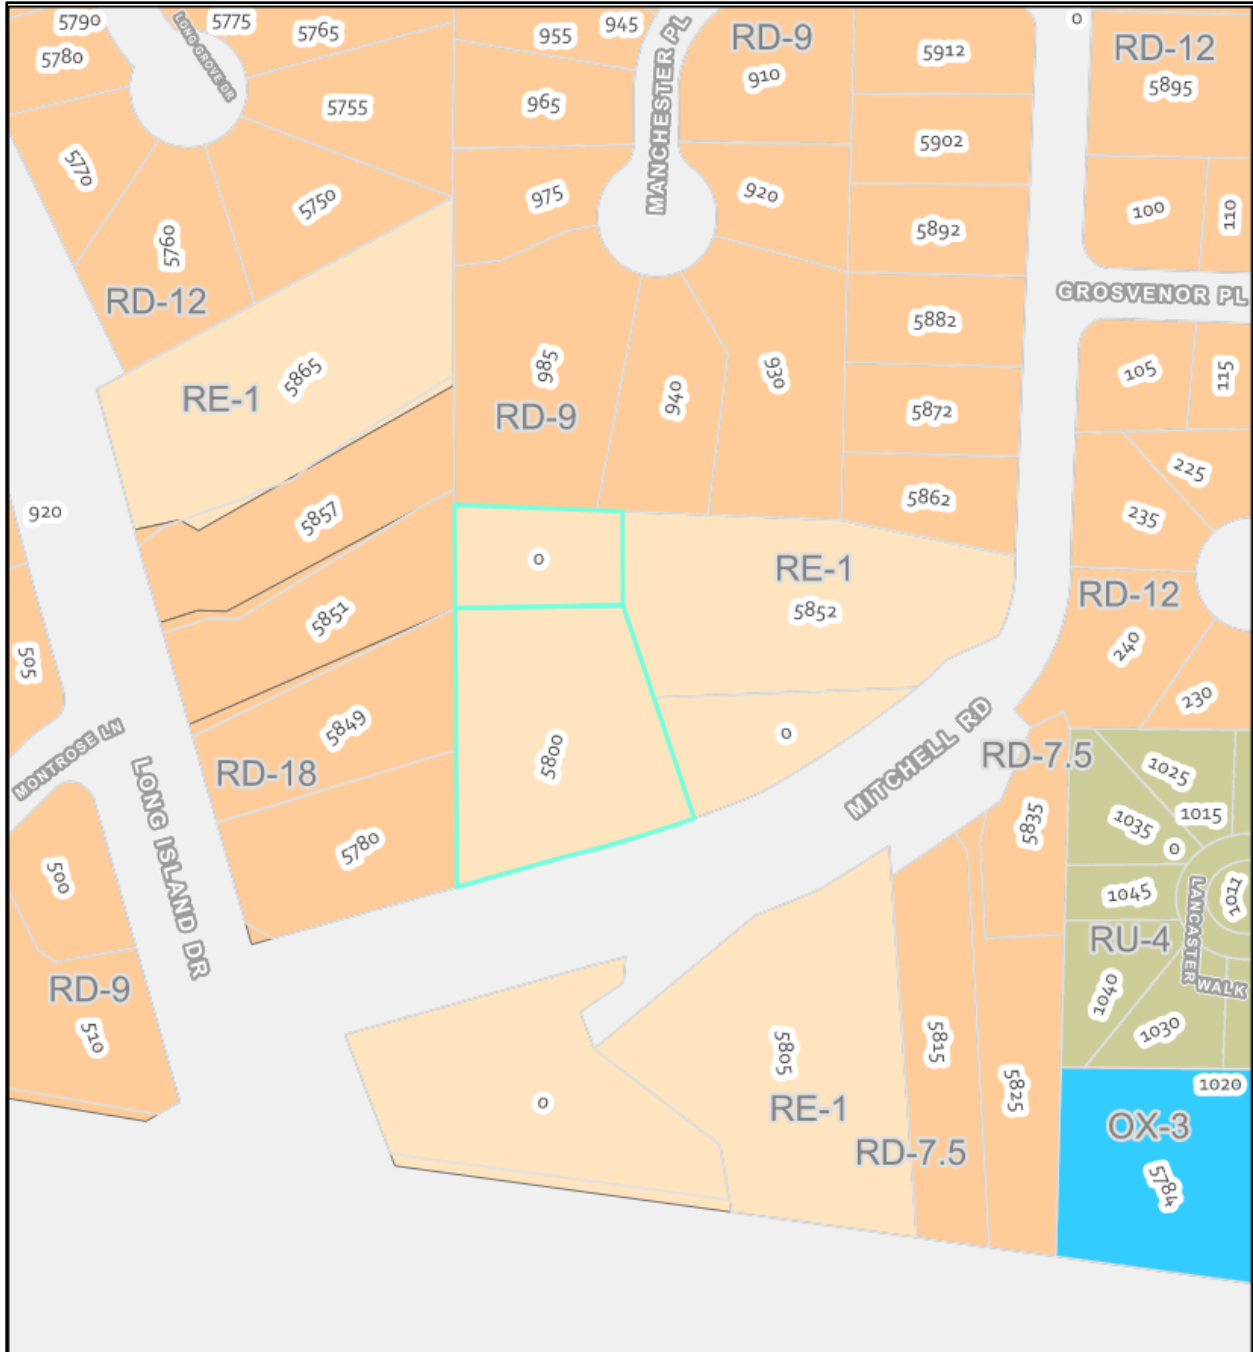 5790
5775
5765
955
945
RD-9
5912
0
RD-12
5780
LONG GROVE DR
MANCHESTER PL
910
5895
5755
965
5902
5770
975
920
5892
100
110
5750
5760
RD-12
GROSVENOR PL
5882
RE-1
5865
985
940
930
105
115
RD-9
5872
225
5862
235
920
5857
0
RE-1
5852
RD-12
5851
240
505
230
5849
MONTROSE LN
LONG ISLAND DR
RD-18
5800
0
MITCHELL RD
RD-7.5
1025
1015
5835
1035
0
5780
500
1045
LANCASTER WALK
1011
RU-4
RD-9
510
1040
1030
5805
5815
5825
1020
0
RE-1
RD-7.5
OX-3
5784